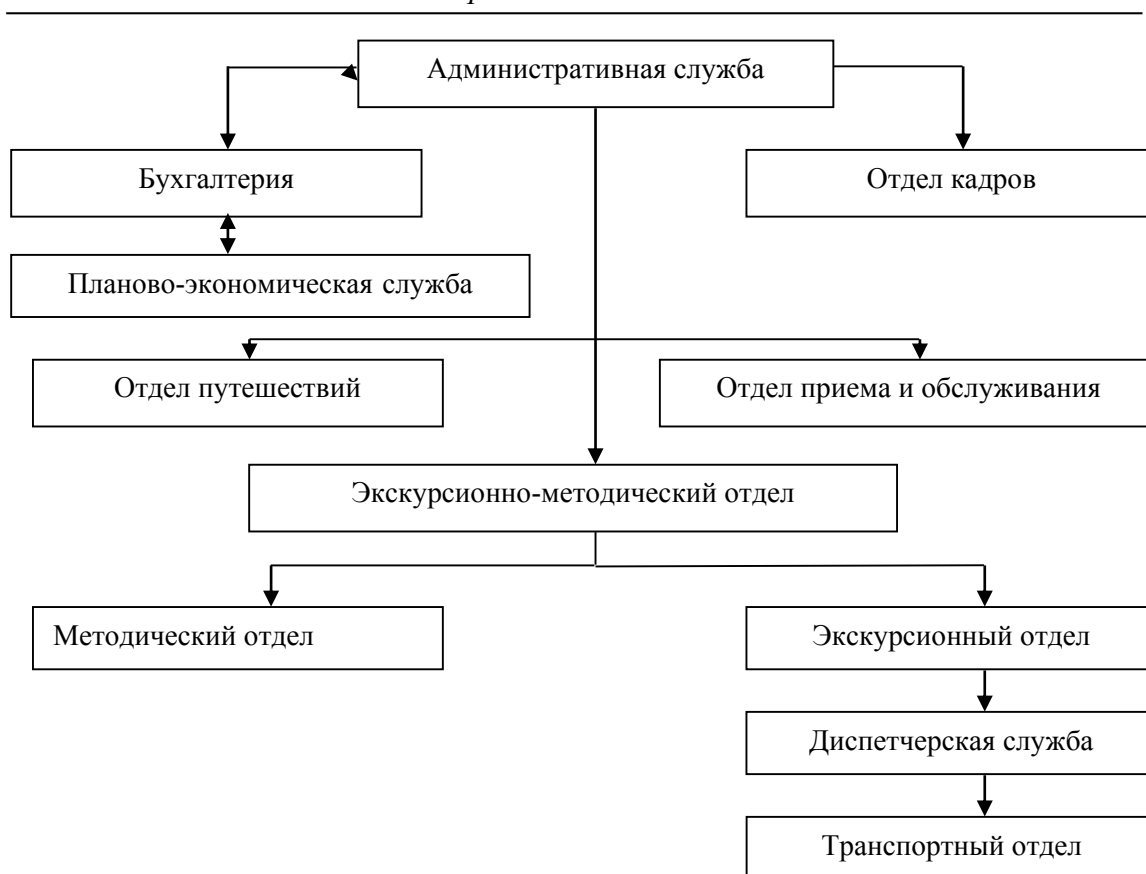 Административная служба
Бухгалтерия
Отдел кадров
Планово-экономическая служба
Отдел путешествий
Отдел приема и обслуживания
Экскурсионно-методический отдел
Методический отдел
Экскурсионный отдел
Диспетчерская служба
Транспортный отдел